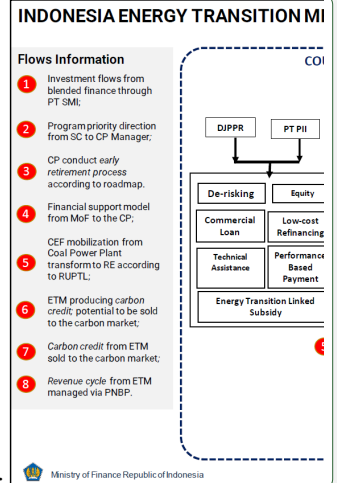 INDONESIA ENERGY TRANSITION
Flows Information
1
Investment flows from
blended finance through
PT SMI;
2
Program priority direction
from SC to CP Manager;
3
CP conduct early
retirement process
according to roadmap.
4
Financial support model
from MoF to the CP;
5
CEF mobilization from
Coal Power Plant
transform to RE according
to RUPTL;
6
ETM producing carbon
credit; potential to be sold
to the carbon market;
7
Carbon credit from ETM
sold to the carbon market;
8
Revenue cycle from ETM
managed via PNBP.
DJPPR
PT PII
De-risking
Equity
Commercial
Loan
Low-cost
Refinancing
Technical
Assistance
Performance
Based
Payment
Energy Transition Linked
Subsidy
Ministry of Finance Republic of Indonesia